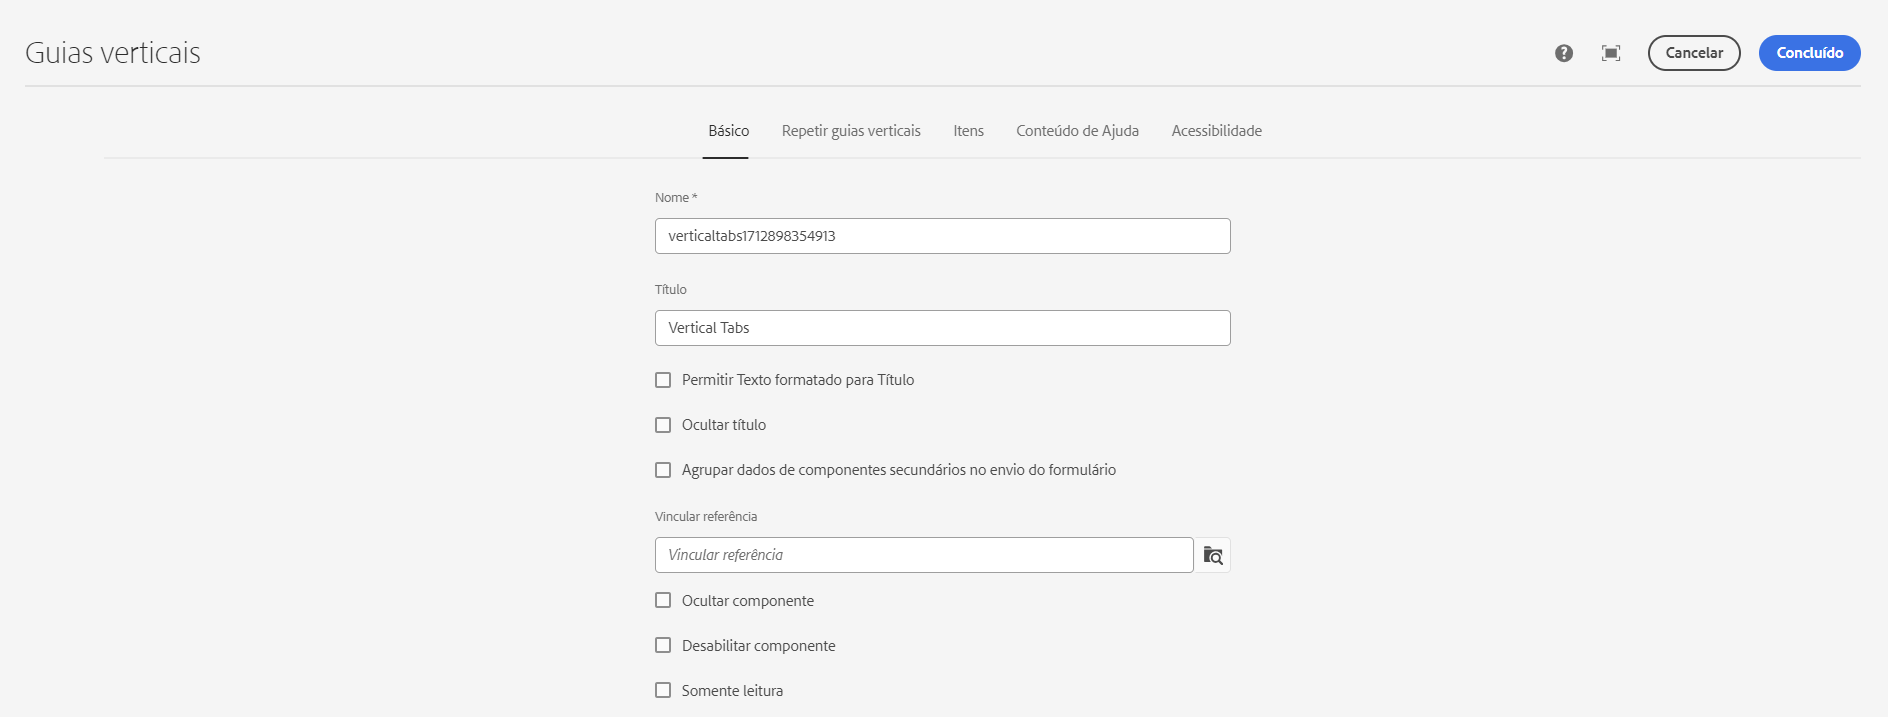 Guias verticais
Cancelar
Concluído
Básico
Repetir guias verticais
Itens
Conteúdo de Ajuda
Acessibilidade
Nome *
verticaltabs1712898354913
Título
Vertical Tabs
Permitir Texto formatado para Título
Ocultar título
Agrupar dados de componentes secundários no envio do formulário
Vincular referência
Vincular referência
Ocultar componente
Desabilitar componente
Somente leitura